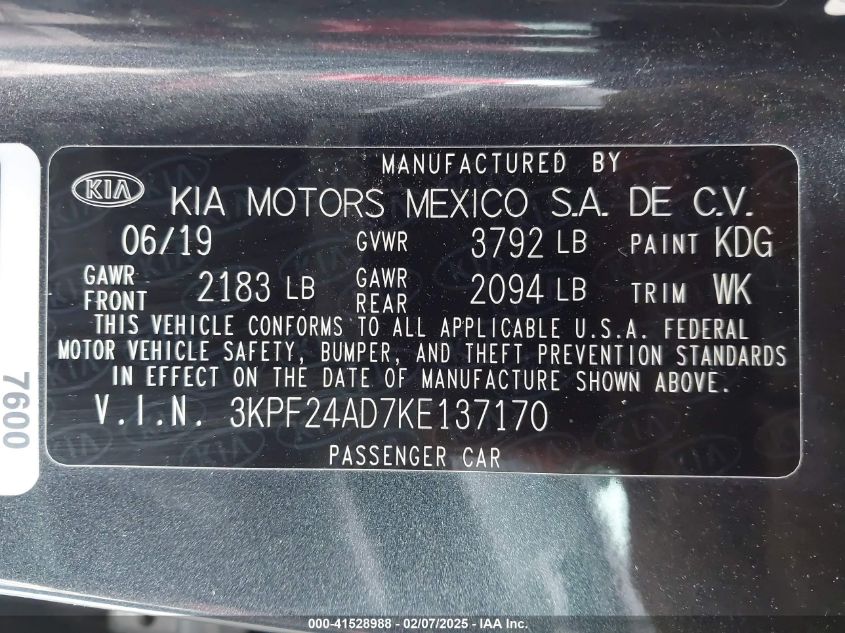 MANUFACTURED BY
KIA KIA MOTORS MEXICO S.A. DE C.V.
06/19 GVWR 3792 LB PAINT KDG
GAWR FRONT 2183 LB GAWR REAR 2094 LB TRIM WK
THIS VEHICLE CONFORMS TO ALL APPLICABLE U.S.A. FEDERAL
MOTOR VEHICLE SAFETY, BUMPER, AND THEFT PREVENTION STANDARDS
IN EFFECT ON THE DATE OF MANUFACTURE SHOWN ABOVE.
V.I.N. 3KPF24AD7KE137170
PASSENGER CAR
7600
000-41528988 - 02/07/2025 - IAA Inc.